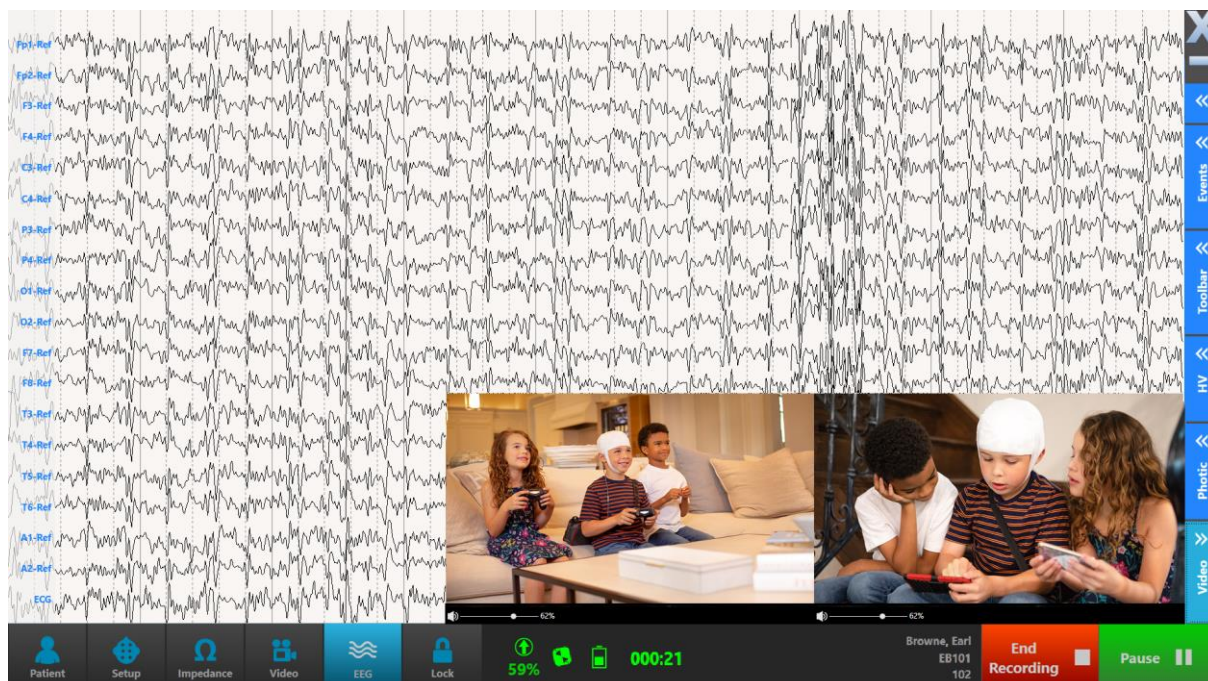 Fp1-Ref
Fp2-Ref
F3-Ref
F4-Ref
C3-Ref
C4-Ref
P3-Ref
P4-Ref
O1-Ref
O2-Ref
F7-Ref
F8-Ref
T3-Ref
T4-Ref
T5-Ref
T6-Ref
A1-Ref
A2-Ref
ECG
X
Events
Toolbar
HV
Photic
Video
62%
62%
Patient
Setup
Impedance
Video
EEG
Lock
59%
000:21
Browne, Earl
EB101
102
End
Recording
Pause